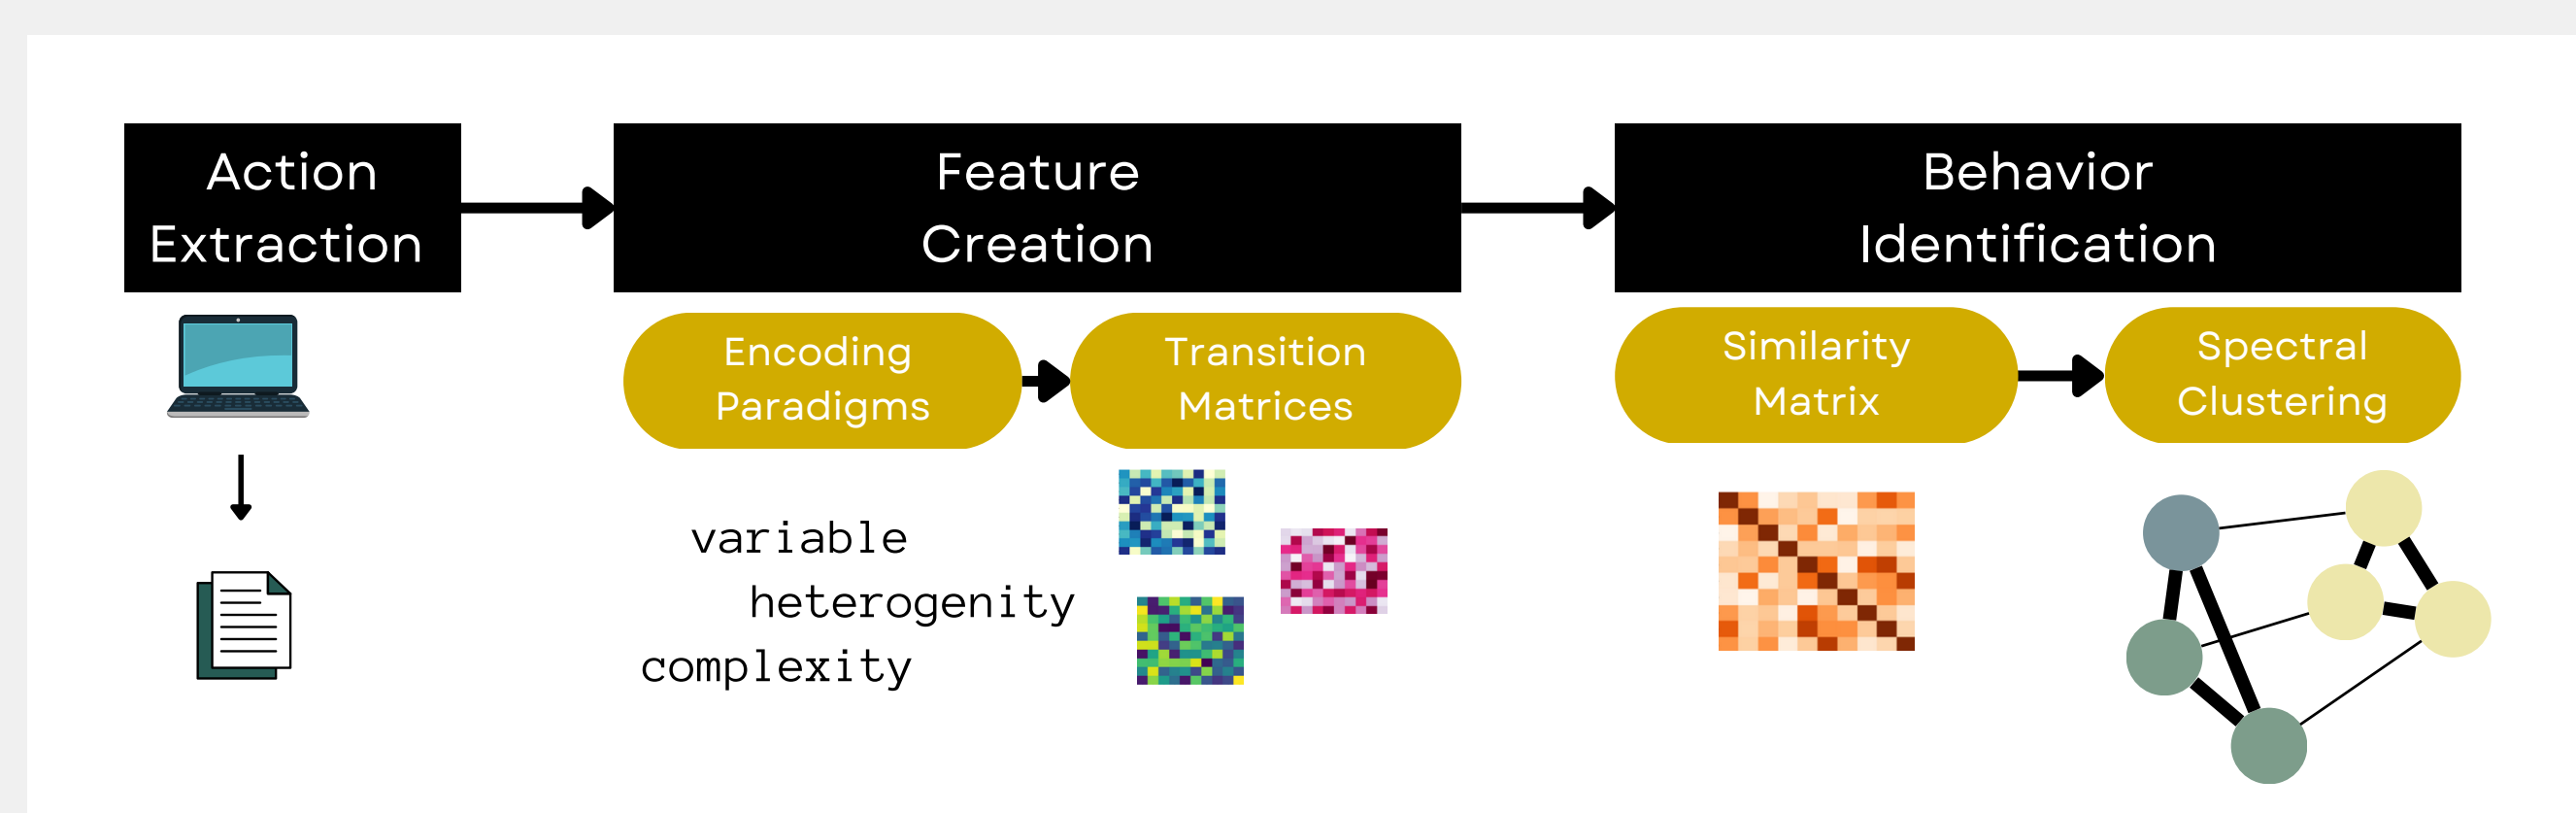 Action
Extraction
Feature
Creation
Behavior
Identification
Encoding
Paradigms
Transition
Matrices
Similarity
Matrix
Spectral
Clustering
variable
heterogenity
complexity